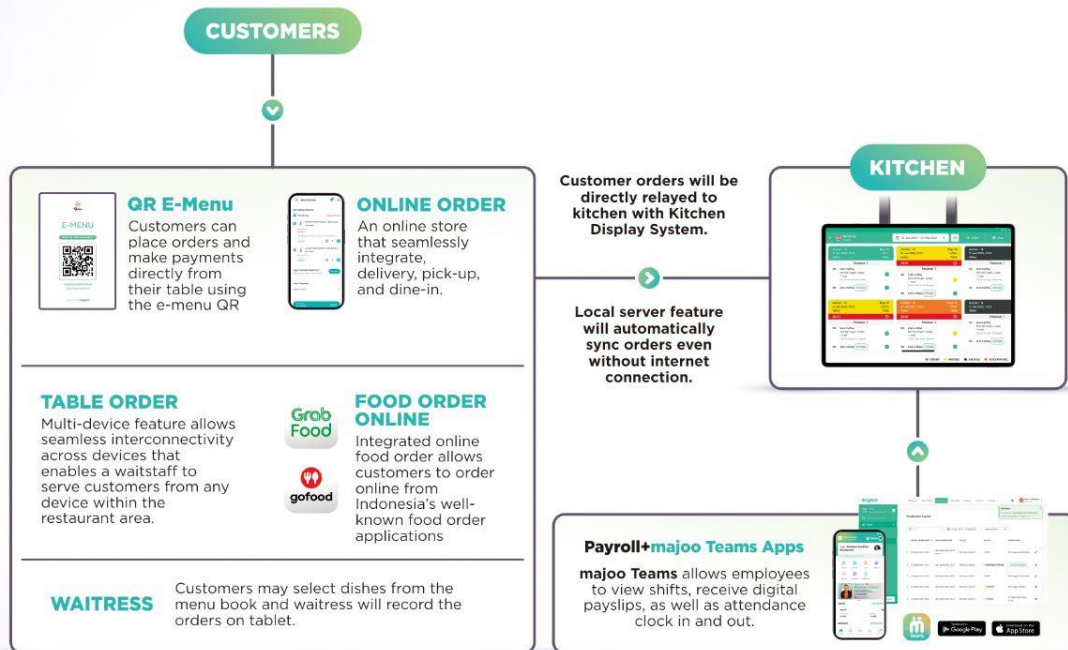 CUSTOMERS
QR E-Menu
Customers can
place orders and
make payments
directly from
their table using
the e-menu QR
E-MENU
ONLINE ORDER
An online store
that seamlessly
integrate,
delivery, pick-up,
and dine-in.
TABLE ORDER
Multi-device feature allows
seamless interconnectivity
across devices that
enables a waitstaff to
serve customers from any
device within the
restaurant area.
Grab
Food
gofood
FOOD ORDER
ONLINE
Integrated online
food order allows
customers to order
online from
Indonesia's well-
known food order
applications
WAITRESS
Customers may select dishes from the
menu book and waitress will record the
orders on tablet.
Customer orders will be
directly relayed to
kitchen with Kitchen
Display System.
Local server feature
will automatically
sync orders even
without internet
connection.
KITCHEN
Payroll+majoo Teams Apps
majoo Teams allows employees
to view shifts, receive digital
payslips, as well as attendance
clock in and out.
majoo
Teams
Google Play
App Store